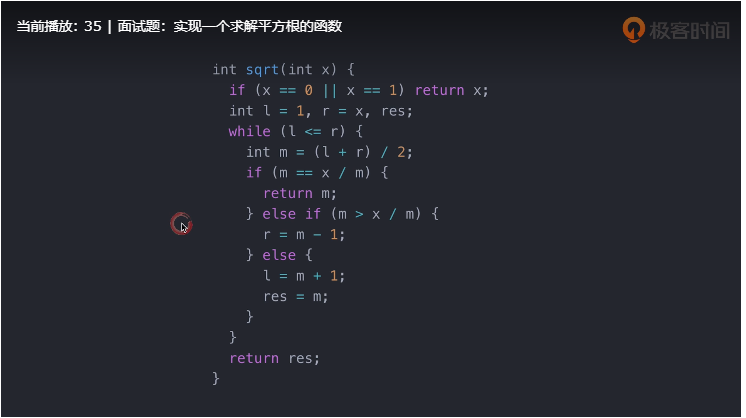 当前播放：35 | 面试题：实现一个求解平方根的函数
极客时间
int sqrt(int x) {
  if (x == 0 || x == 1) return x;
  int l = 1, r = x, res;
  while (l <= r) {
    int m = (l + r) / 2;
    if (m == x / m) {
      return m;
    } else if (m > x / m) {
      r = m - 1;
    } else {
      l = m + 1;
      res = m;
    }
  }
  return res;
}